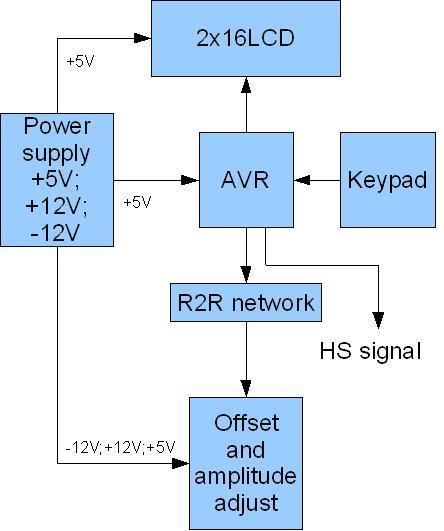 2x16LCD
+5V
Power
supply
+5V;
+12V;
-12V
+5V
AVR
Keypad
R2R network
HS signal
-12V;+12V;+5V
Offset
and
amplitude
adjust